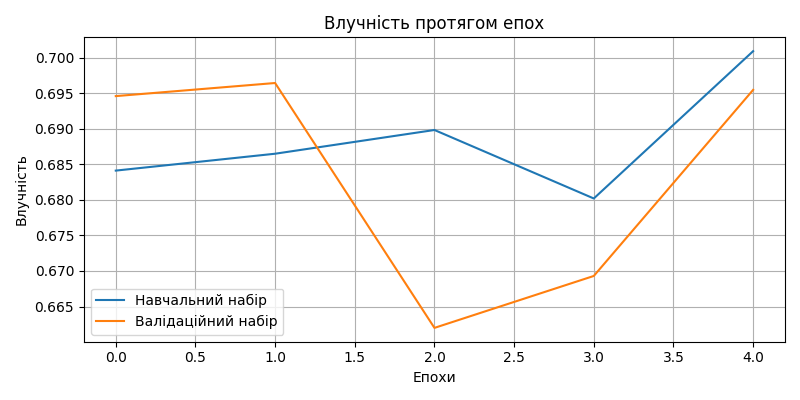 Влучність протягом епох
0.700
0.695
0.690
0.685
0.680
0.675
0.670
0.665
Влучність
Навчальний набір
Валідаційний набір
0.0 0.5 1.0 1.5 2.0 2.5 3.0 3.5 4.0
Епохи